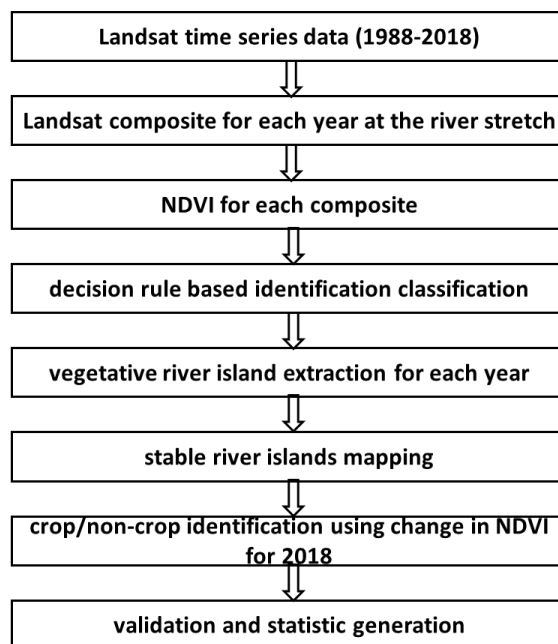 Landsat time series data (1988-2018)
Landsat composite for each year at the river stretch
NDVI for each composite
decision rule based identification classification
vegetative river island extraction for each year
stable river islands mapping
crop/non-crop identification using change in NDVI
for 2018
validation and statistic generation